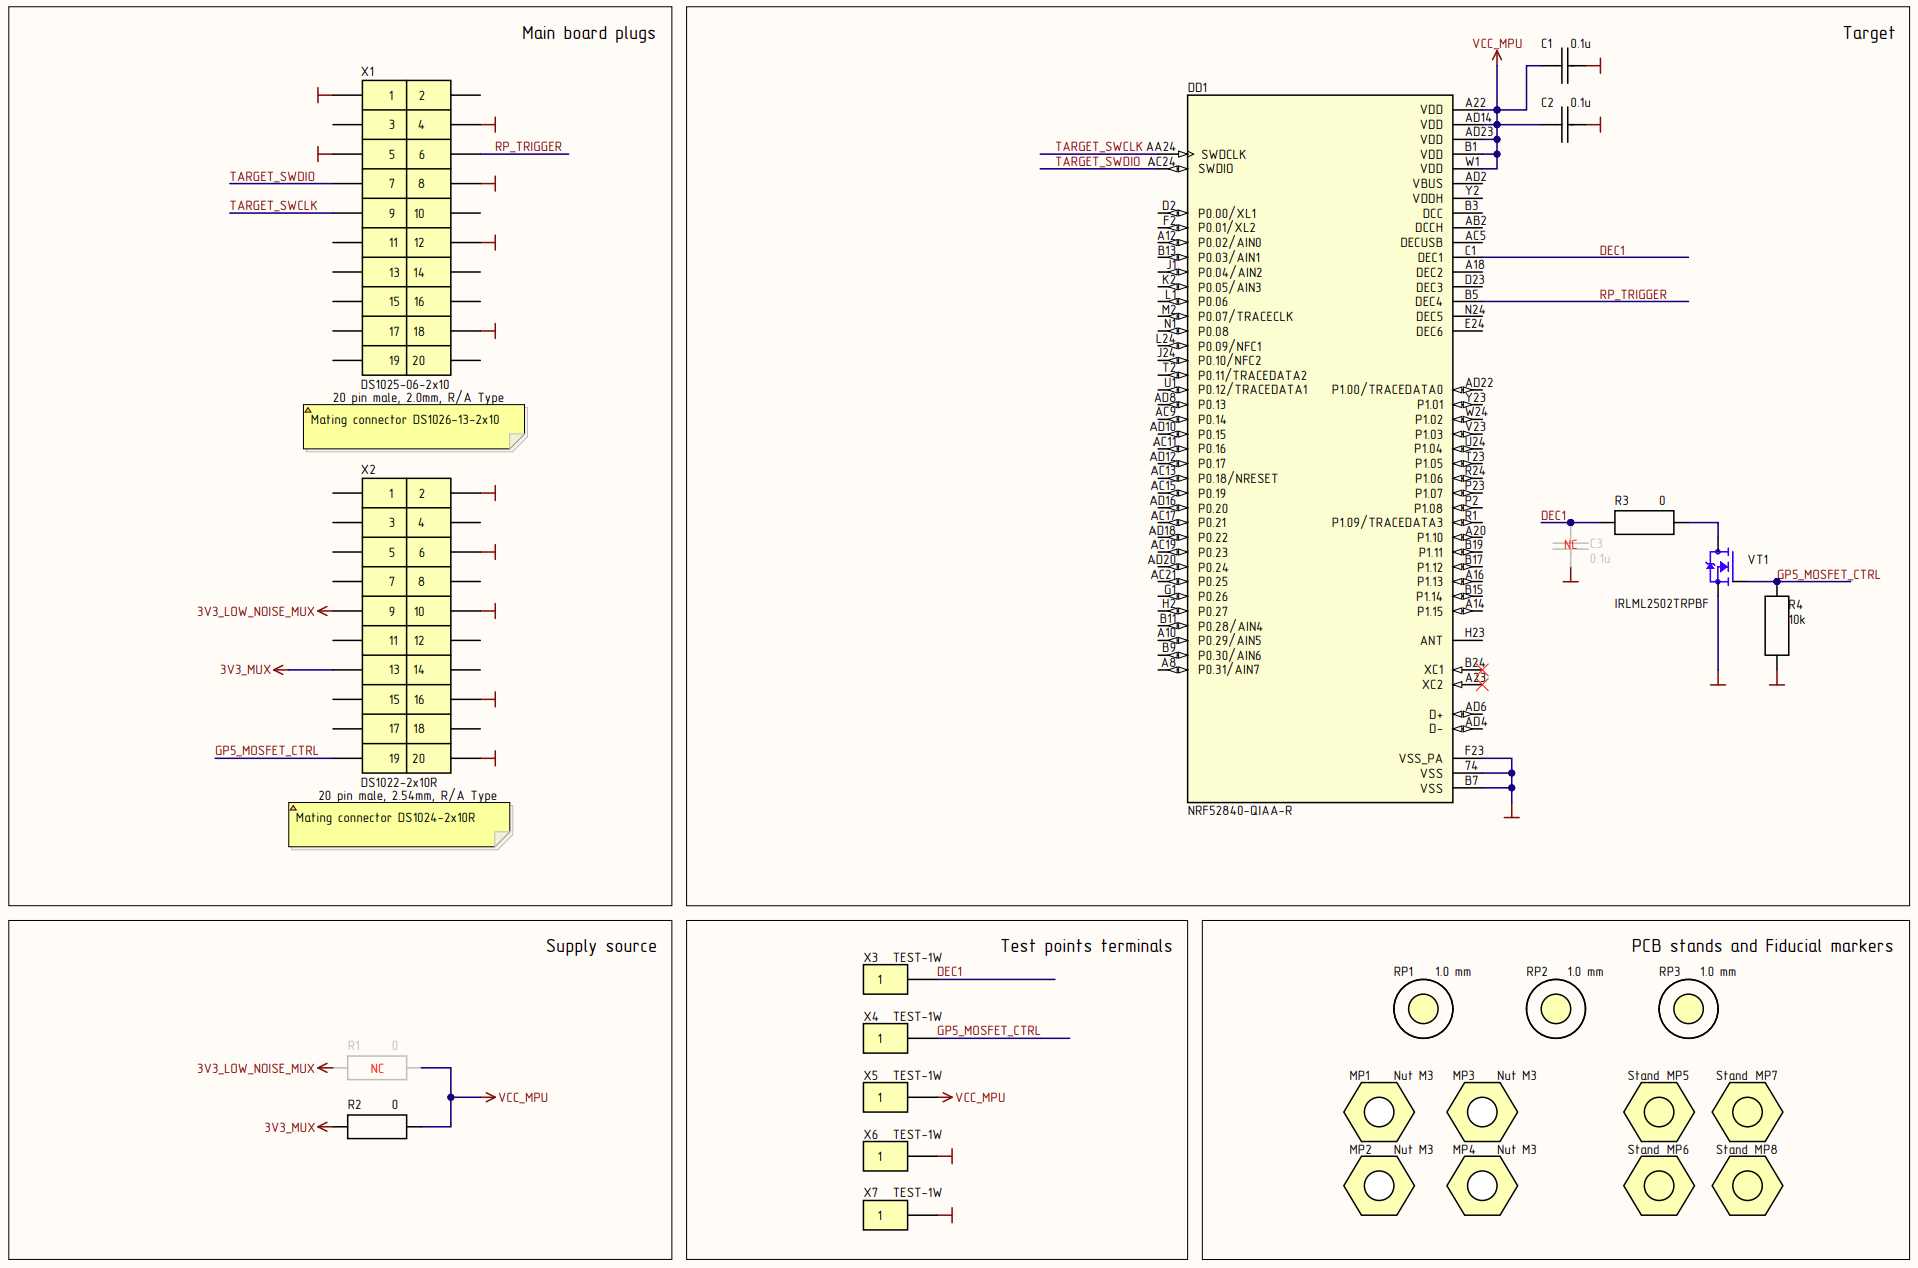 Main board plugs
X1
1 2
3 4
5 6
RP_TRIGGER
TARGET_SWDIO
7 8
TARGET_SWCLK
9 10
11 12
13 14
15 16
17 18
19 20
DS1025-06-2x10
20 pin male, 2.0mm, R/A Type
Mating connector DS1026-13-2x10
X2
1 2
3 4
5 6
7 8
3V3_LOW_NOISE_MUX
9 10
11 12
3V3_MUX
13 14
15 16
17 18
GP5_MOSFET_CTRL
19 20
DS1022-2x10R
20 pin male, 2.54mm, R/A Type
Mating connector DS1024-2x10R
Target
VCC_MPU
C1 0.1u
C2 0.1u
DD1
TARGET_SWCLK AA24 SWDCLK
TARGET_SWDIO AC24 SWDIO
D2 P0.00/XL1
F2 P0.01/XL2
A12 P0.02/AIN0
B13 P0.03/AIN1
J1 P0.04/AIN2
K2 P0.05/AIN3
L1 P0.06
M2 P0.07/TRACECLK
N1 P0.08
L24 P0.09/NFC1
J24 P0.10/NFC2
T2 P0.11/TRACEDATA2
U1 P0.12/TRACEDATA1
AD8 P0.13
AC9 P0.14
AD10 P0.15
AC11 P0.16
AD12 P0.17
AC13 P0.18/NRESET
AC15 P0.19
AD16 P0.20
AC17 P0.21
AD18 P0.22
AC19 P0.23
AD20 P0.24
AC21 P0.25
G1 P0.26
H2 P0.27
B11 P0.28/AIN4
A10 P0.29/AIN5
B9 P0.30/AIN6
A8 P0.31/AIN7
VDD A22
VDD AD14
VDD AD23
VDD B1
VDD W1
VBUS AD2
VDDH Y2
DCC B3
DCCH AB2
DECUSB AC5
DEC1 C1 DEC1
DEC2 A18
DEC3 D23
DEC4 B5 RP_TRIGGER
DEC5 N24
DEC6 E24
P1.00/TRACEDATA0 AD22
P1.01 Y23
P1.02 W24
P1.03 V23
P1.04 U24
P1.05 T23
P1.06 R24
P1.07 P23
P1.08 P2
P1.09/TRACEDATA3 R1
P1.10 A20
P1.11 B19
P1.12 B17
P1.13 A16
P1.14 B15
P1.15 A14
ANT H23
XC1 B24
XC2 A23
D+ AD6
D- AD4
VSS_PA F23
VSS 74
VSS B7
NRF52840-QIAA-R
R3 0
DEC1
NC C3
0.1u
VT1
GP5_MOSFET_CTRL
IRLML2502TRPBF
R4
10k
Supply source
R1 0
3V3_LOW_NOISE_MUX NC
VCC_MPU
R2 0
3V3_MUX
Test points terminals
X3 TEST-1W
1 DEC1
X4 TEST-1W
1 GP5_MOSFET_CTRL
X5 TEST-1W
1 VCC_MPU
X6 TEST-1W
1
X7 TEST-1W
1
PCB stands and Fiducial markers
RP1 1.0 mm RP2 1.0 mm RP3 1.0 mm
MP1 Nut M3 MP3 Nut M3 Stand MP5 Stand MP7
MP2 Nut M3 MP4 Nut M3 Stand MP6 Stand MP8